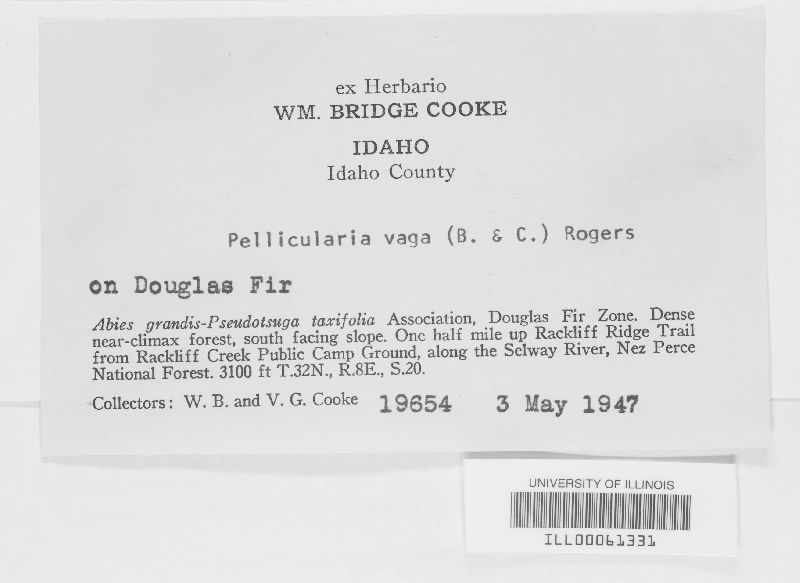 ex Herbario
WM. BRIDGE COOKE
IDAHO
Idaho County
Pellicularia vaga (B. & C.) Rogers
on Douglas Fir
Abies grandis-Pseudotsuga taxifolia Association, Douglas Fir Zone. Dense
near-climax forest, south facing slope. One half mile up Rackliff Ridge Trail
from Rackliff Creek Public Camp Ground, along the Selway River, Nez Perce
National Forest. 3100 ft T.32N., R.8E., S.20.
Collectors: W. B. and V. G. Cooke 19654 3 May 1947
UNIVERSITY OF ILLINOIS
ILL00061331